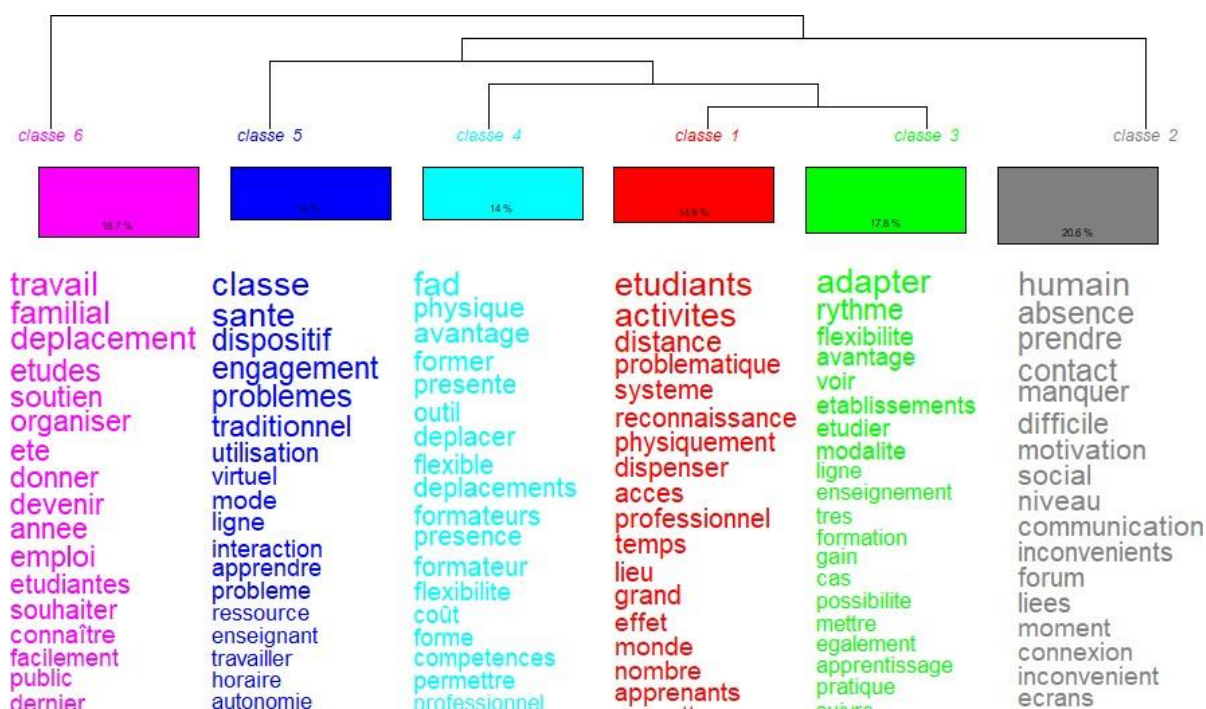 classe 6
classe 5
classe 4
classe 1
classe 3
classe 2
18.7 %
14 %
14 %
14.9 %
17.8 %
20.6 %
travail
familial
deplacement
etudes
soutien
organiser
ete
donner
devenir
annee
emploi
etudiantes
souhaiter
connaître
facilement
public
dernier
classe
sante
dispositif
engagement
problemes
traditionnel
utilisation
virtuel
mode
ligne
interaction
apprendre
probleme
ressource
enseignant
travailler
horaire
autonomie
fad
physique
avantage
former
presente
outil
deplacer
flexible
deplacements
formateurs
presence
formateur
flexibilite
coût
forme
competences
permettre
professionnel
etudiants
activites
distance
problematique
systeme
reconnaissance
physiquement
dispenser
acces
professionnel
temps
lieu
grand
effet
monde
nombre
apprenants
adapter
rythme
flexibilite
avantage
voir
etablissements
etudier
modalite
ligne
enseignement
tres
formation
gain
cas
possibilite
mettre
egalement
apprentissage
pratique
humain
absence
prendre
contact
manquer
difficile
motivation
social
niveau
communication
inconvenients
forum
liees
moment
connexion
inconvenient
ecrans